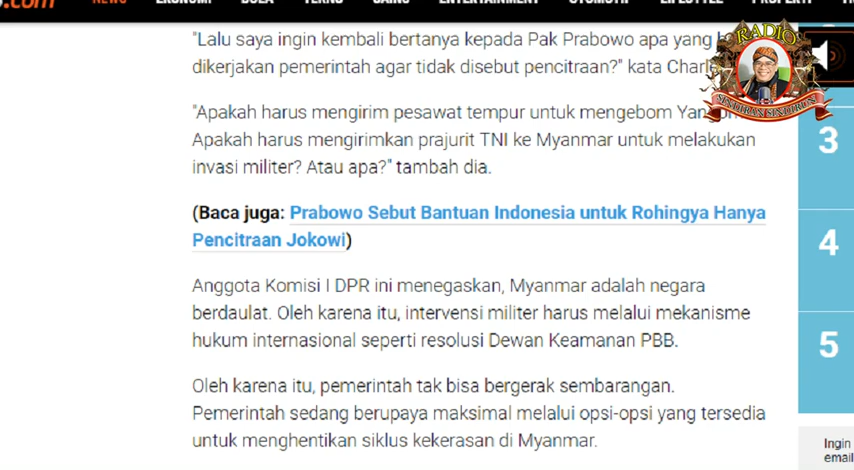 .com NEWS EKONOMI BOLA TEKNO SAINS ENTERTAINMENT OTOMOTIF LIFESTYLE PROPERTI
"Lalu saya ingin kembali bertanya kepada Pak Prabowo apa yang
dikerjakan pemerintah agar tidak disebut pencitraan?" kata
"Apakah harus mengirim pesawat tempur untuk mengebom
Apakah harus mengirimkan prajurit TNI ke Myanmar untuk melakukan
invasi militer? Atau apa?" tambah dia.
(Baca juga: Prabowo Sebut Bantuan Indonesia untuk Rohingya Hanya
Pencitraan Jokowi)
Anggota Komisi I DPR ini menegaskan, Myanmar adalah negara
berdaulat. Oleh karena itu, intervensi militer harus melalui mekanisme
hukum internasional seperti resolusi Dewan Keamanan PBB.
Oleh karena itu, pemerintah tak bisa bergerak sembarangan.
Pemerintah sedang berupaya maksimal melalui opsi-opsi yang tersedia
untuk menghentikan siklus kekerasan di Myanmar.
RADIO
SINDIRAN SINDIRUN
3
4
5
Ingin
email